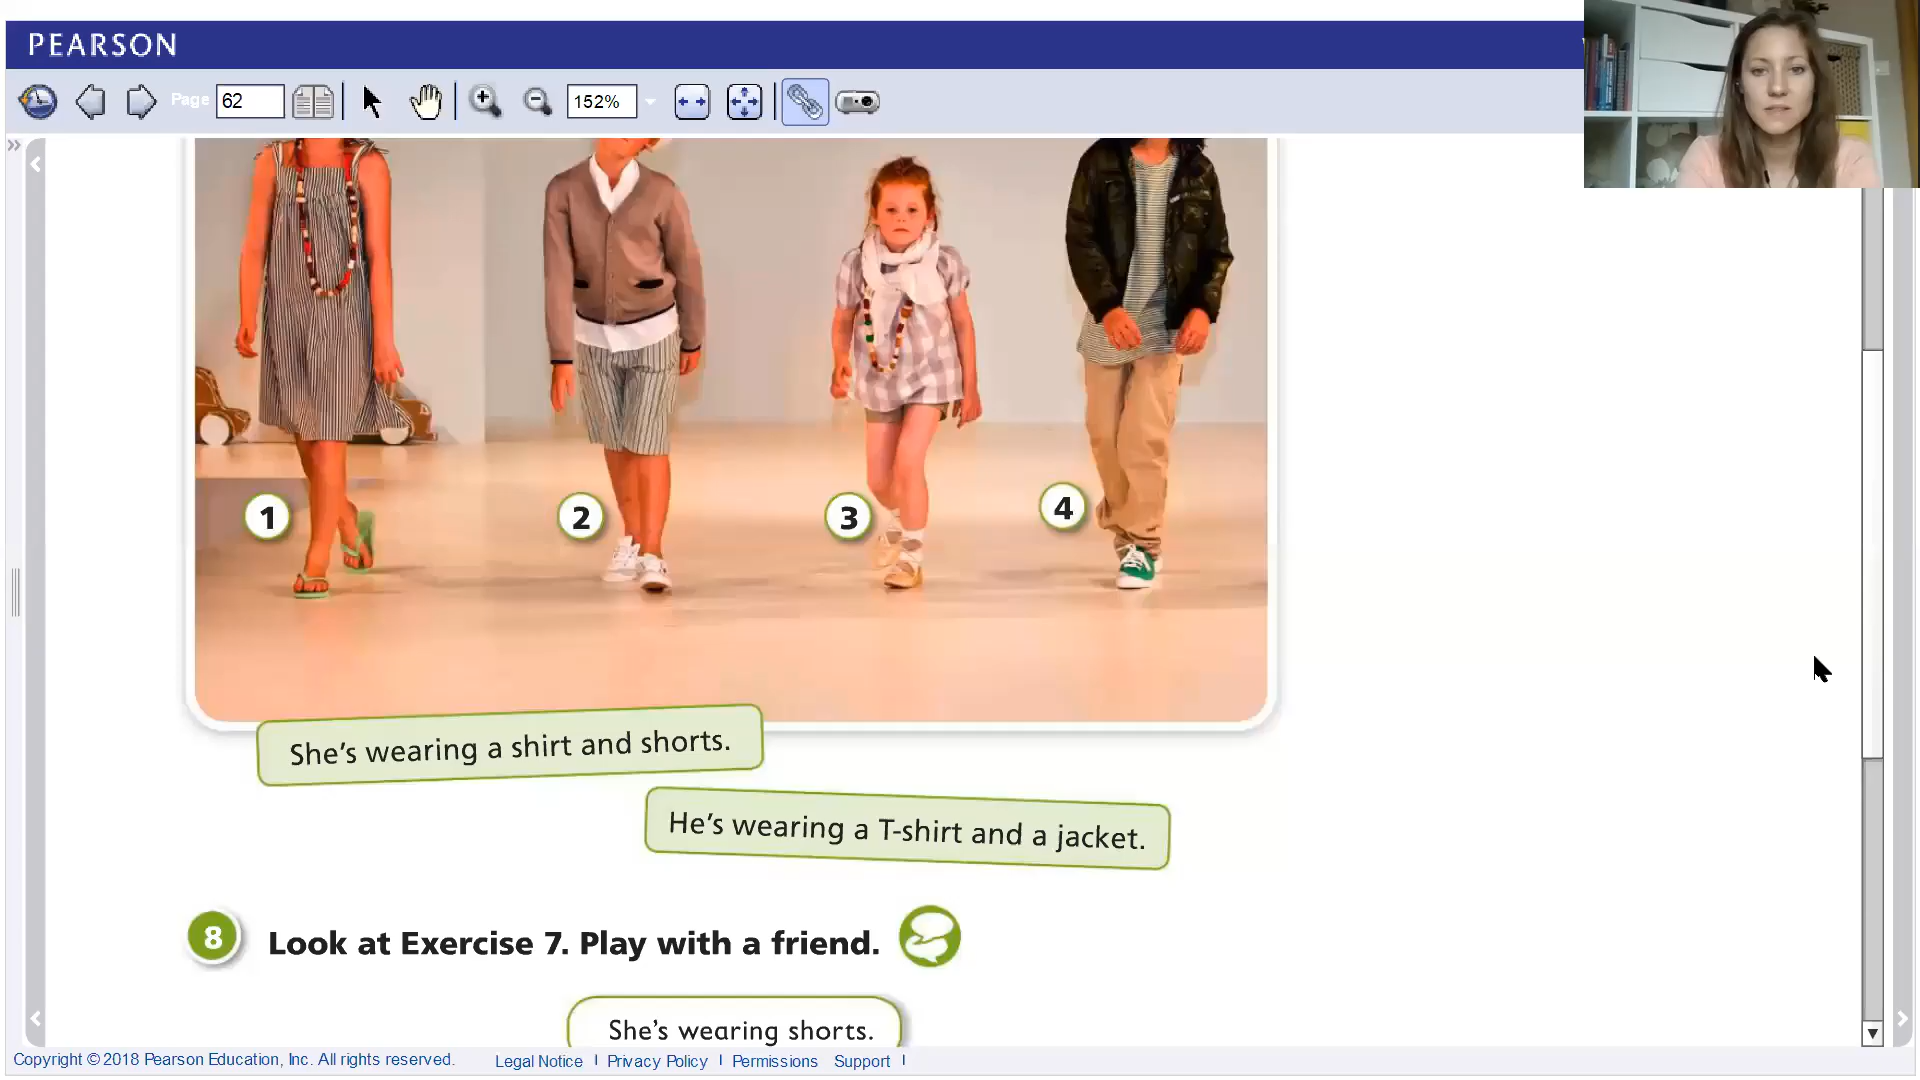 PEARSON
Page 62 152%
1 2 3 4
She's wearing a shirt and shorts.
He's wearing a T-shirt and a jacket.
8 Look at Exercise 7. Play with a friend.
She's wearing shorts.
Copyright © 2018 Pearson Education, Inc. All rights reserved. Legal Notice | Privacy Policy | Permissions Support |